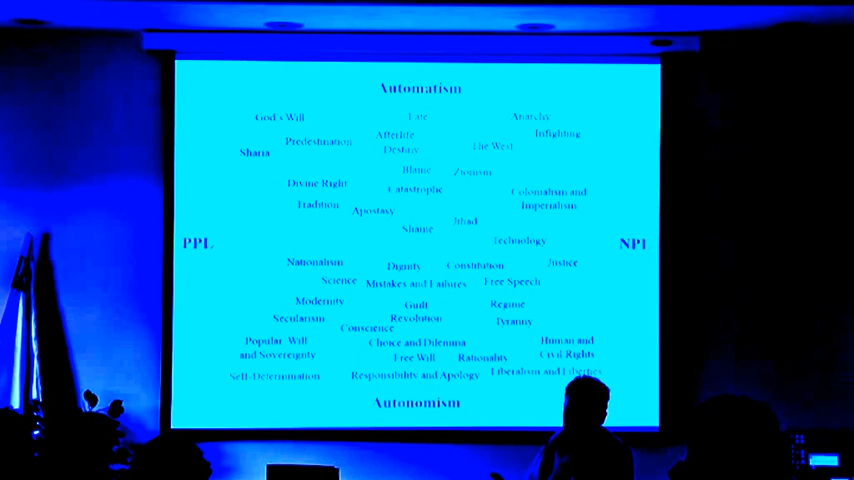 Automatism
God's Will Fate Anarchy
Afterlife Infighting
Predestination Destiny The West
Sharia
Blame Zionism
Divine Right Catastrophe Colonialism and
Tradition Apostasy Imperialism
Shame Jihad
PPL Technology NPI
Nationalism Dignity Constitution Justice
Science Mistakes and Failures Free Speech
Modernity Guilt Regime
Secularism Revolution Tyranny
Conscience
Popular Will Choice and Dilemma Human and
and Sovereignty Free Will Rationality Civil Rights
Self-Determination Responsibility and Apology Liberalism and Liberties
Autonomism